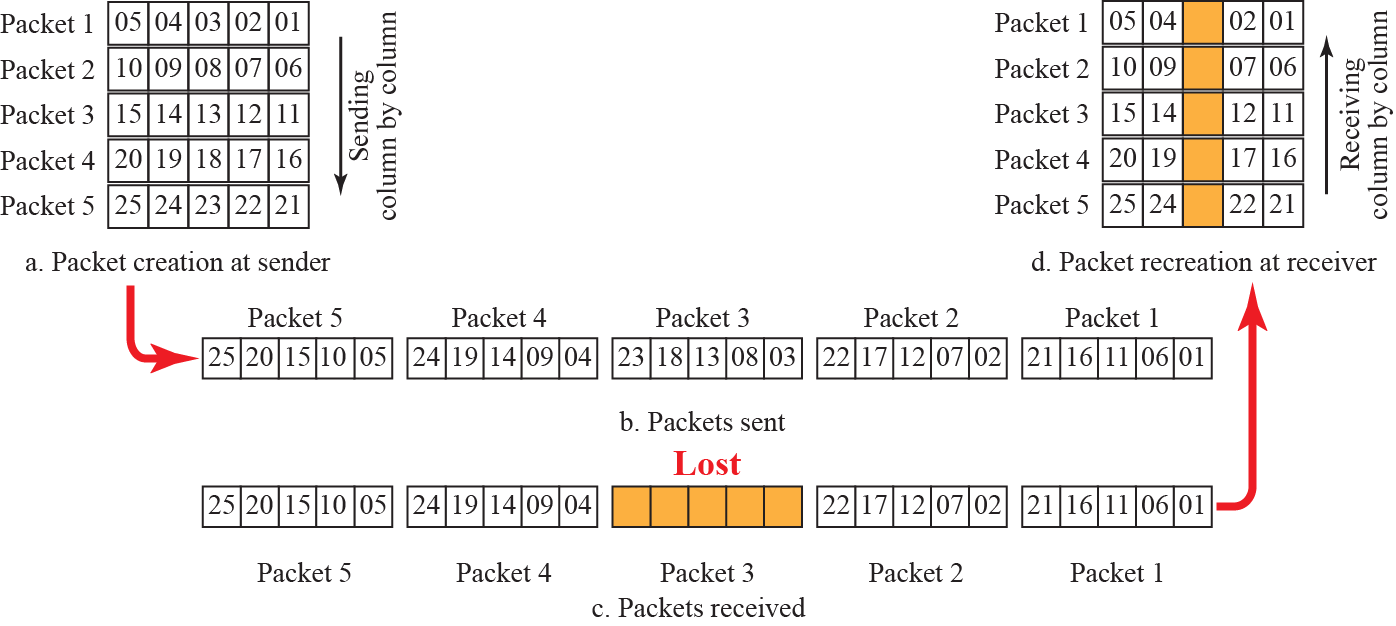 Packet 1 05 04 03 02 01
Packet 2 10 09 08 07 06
Packet 3 15 14 13 12 11
Packet 4 20 19 18 17 16
Packet 5 25 24 23 22 21
Sending
column by column
a. Packet creation at sender
Packet 1 05 04 02 01
Packet 2 10 09 07 06
Packet 3 15 14 12 11
Packet 4 20 19 17 16
Packet 5 25 24 22 21
Receiving
column by column
d. Packet recreation at receiver
Packet 5 Packet 4 Packet 3 Packet 2 Packet 1
25 20 15 10 05 24 19 14 09 04 23 18 13 08 03 22 17 12 07 02 21 16 11 06 01
b. Packets sent
Lost
25 20 15 10 05 24 19 14 09 04 22 17 12 07 02 21 16 11 06 01
Packet 5 Packet 4 Packet 3 Packet 2 Packet 1
c. Packets received